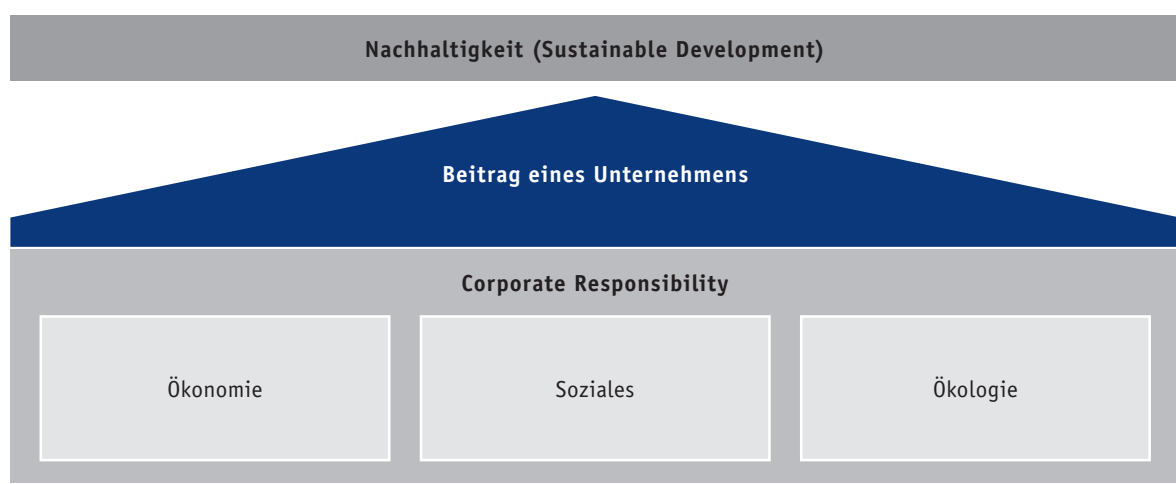 Nachhaltigkeit (Sustainable Development)
Beitrag eines Unternehmens
Corporate Responsibility
Ökonomie
Soziales
Ökologie